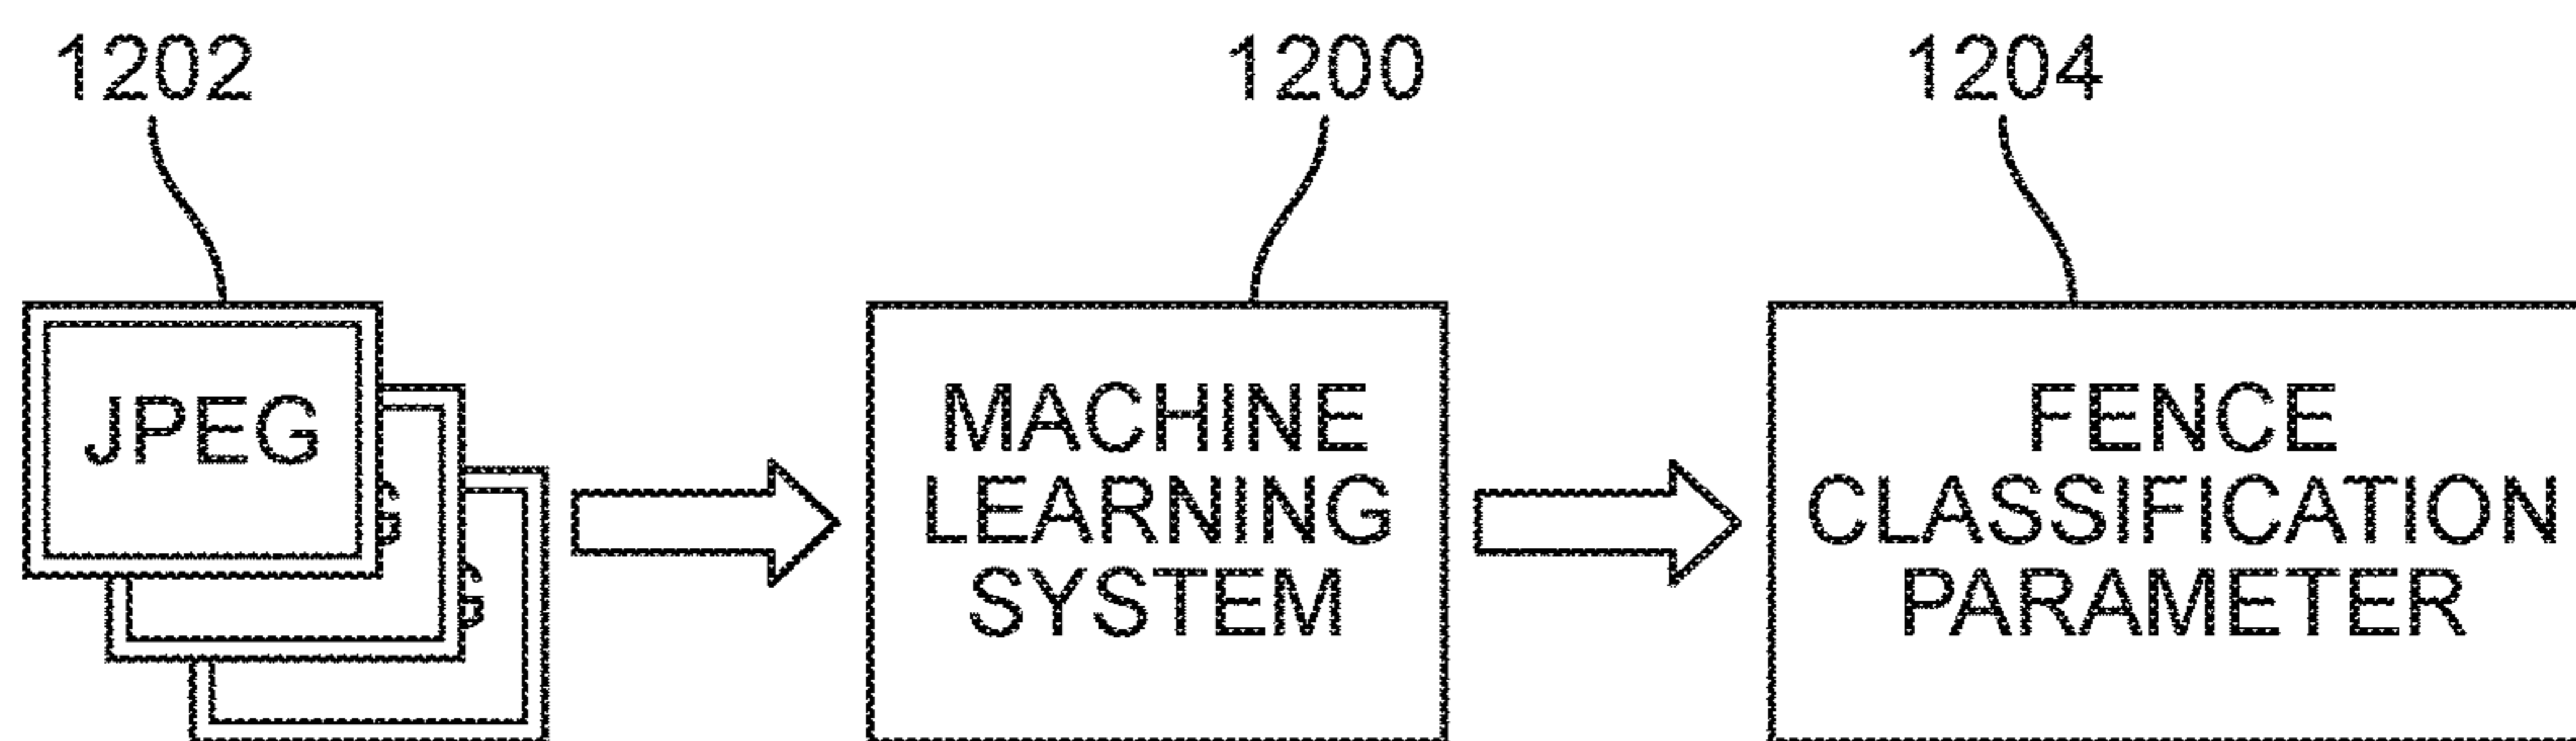 1202
1200
1204
JPEG
G
G
MACHINE
LEARNING
SYSTEM
FENCE
CLASSIFICATION
PARAMETER